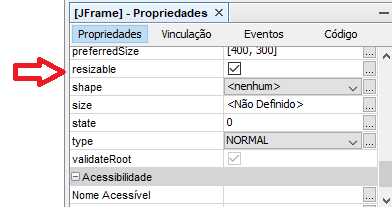 [JFrame] - Propriedades
Propriedades Vinculação Eventos Código
preferredSize [400, 300] ...
resizable ...
shape <nenhum> ...
size <Não Definido> ...
state 0 ...
type NORMAL ...
validateRoot ...
Acessibilidade
Nome Acessível ...